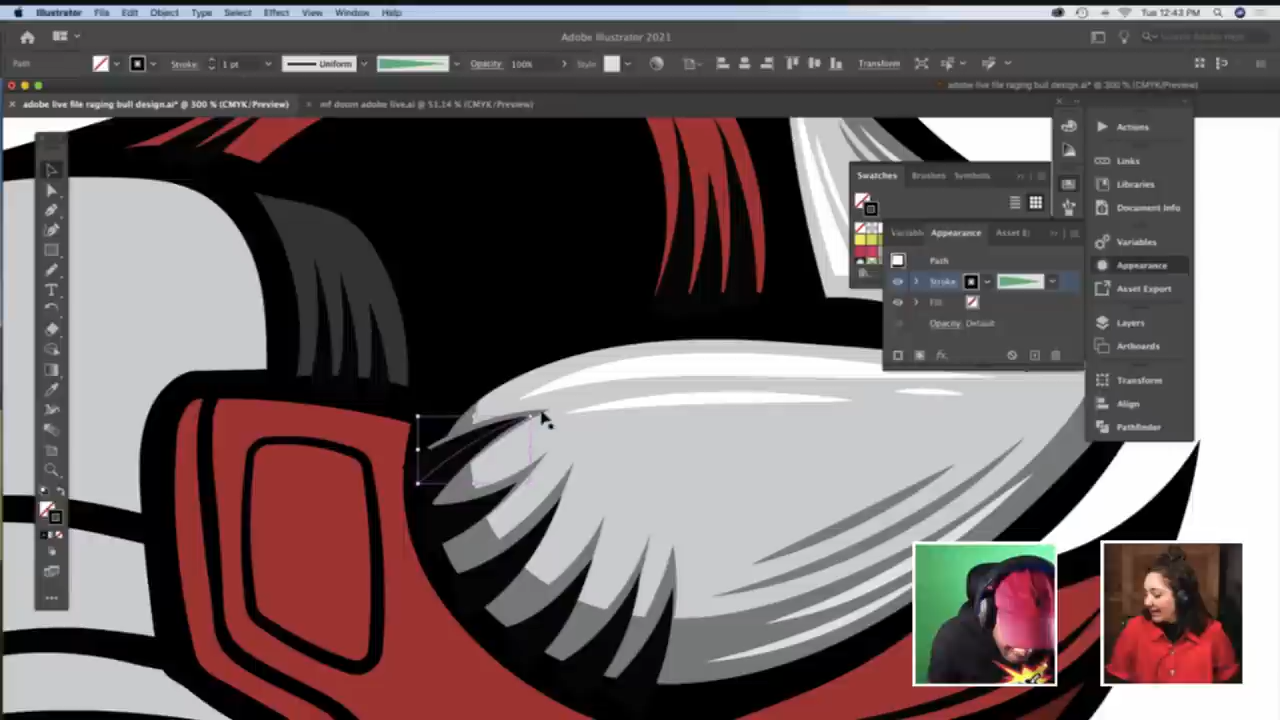 Illustrator File Edit Object Type Select Effect View Window Help Tue 12:43 PM
Adobe Illustrator 2021
Path Stroke: 1 pt Uniform Opacity 100% Style Transform
adobe live file raging bull design.ai* @ 300 % (CMYK/Preview)
adobe live file raging bull design.ai* @ 300 % (CMYK/Preview)
mf doom adobe live.ai @ 51.14 % (CMYK/Preview)
Actions
Links
Libraries
Document Info
Variables
Appearance
Asset Export
Layers
Artboards
Transform
Align
Pathfinder
Swatches Brushes Symbols
Variabl Appearance Asset E
Path
Stroke
Fill
Opacity Default
fx